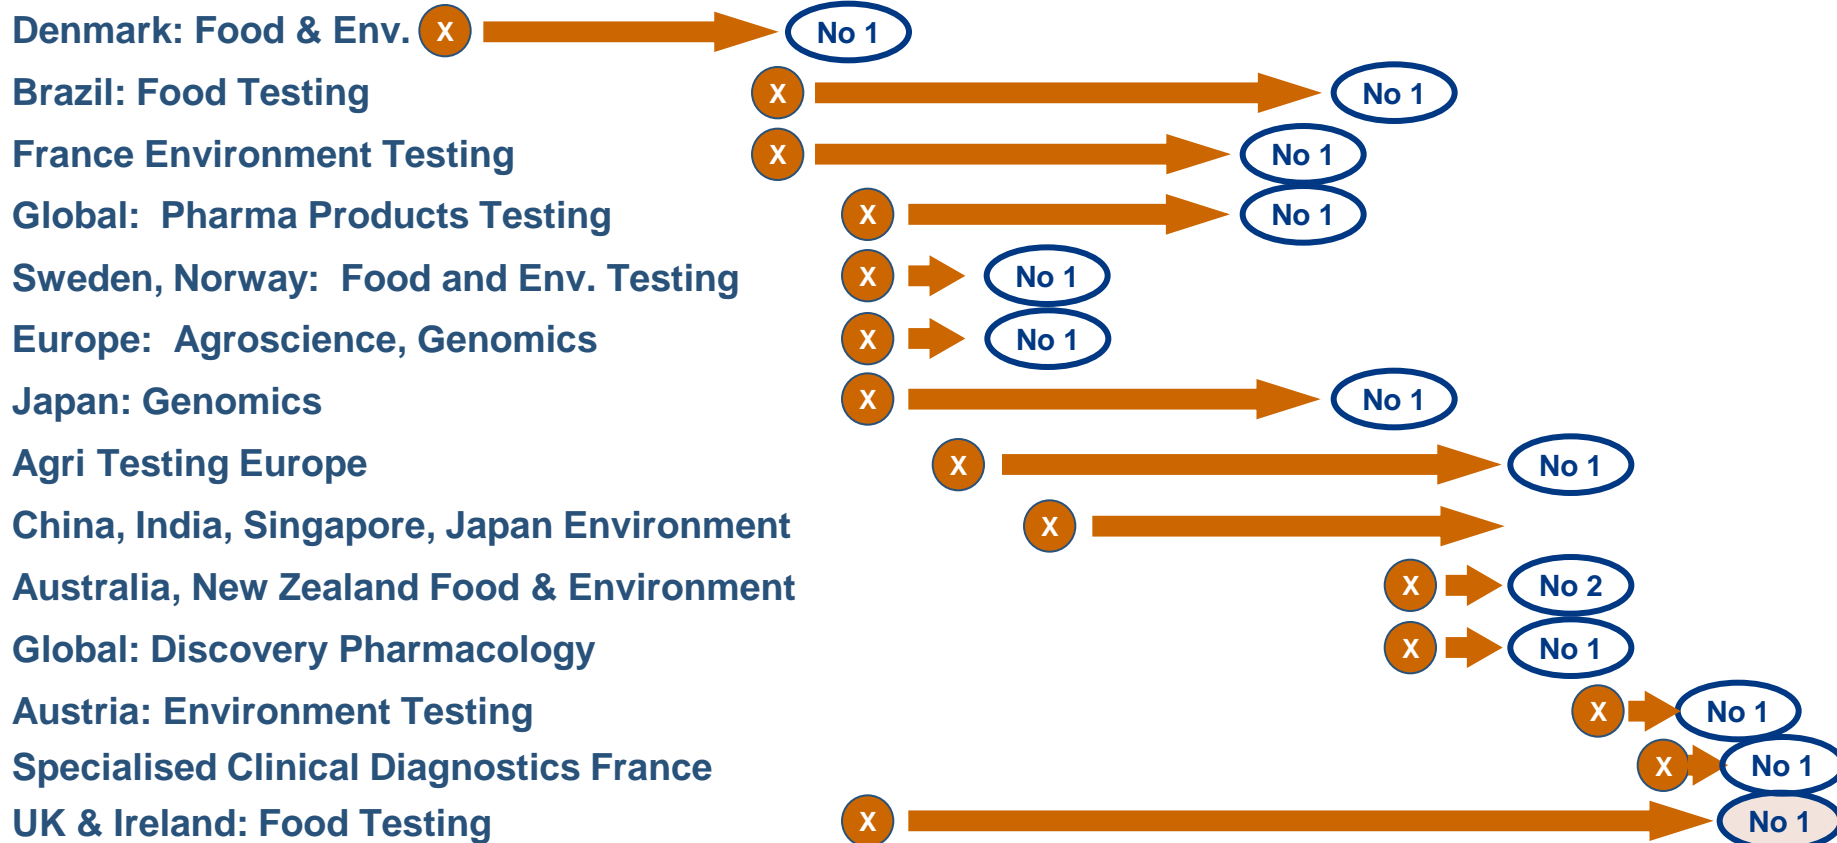 Denmark: Food & Env. X No 1
Brazil: Food Testing X No 1
France Environment Testing X No 1
Global: Pharma Products Testing X No 1
Sweden, Norway: Food and Env. Testing X No 1
Europe: Agroscience, Genomics X No 1
Japan: Genomics X No 1
Agri Testing Europe X No 1
China, India, Singapore, Japan Environment X
Australia, New Zealand Food & Environment X No 2
Global: Discovery Pharmacology X No 1
Austria: Environment Testing X No 1
Specialised Clinical Diagnostics France X No 1
UK & Ireland: Food Testing X No 1